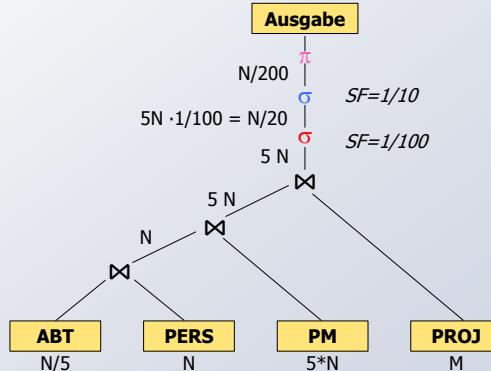 Ausgabe
π
N/200
σ SF=1/10
5N ·1/100 = N/20
σ SF=1/100
5 N
⋈
5 N
⋈
N
⋈
ABT PERS PM PROJ
N/5 N 5*N M